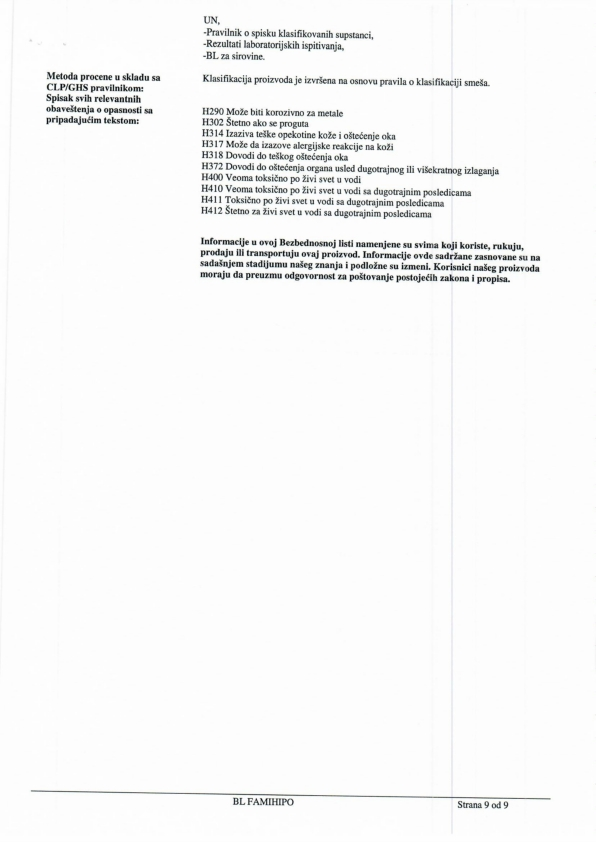 UN,
-Pravilnik o spisku klasifikovanih supstanci,
-Rezultati laboratorijskih ispitivanja,
-BL za sirovine.
Metoda procene u skladu sa
CLP/GHS pravilnikom:
Klasifikacija proizvoda je izvršena na osnovu pravila o klasifikaciji smeša.
Spisak svih relevantnih
obaveštenja o opasnosti sa
pripadajućim tekstom:
H290 Može biti korozivno za metale
H302 Štetno ako se proguta
H314 Izaziva teške opekotine kože i oštećenje oka
H317 Može da izazove alergijske reakcije na koži
H318 Dovodi do teškog oštećenja oka
H372 Dovodi do oštećenja organa usled dugotrajnog ili višekratnog izlaganja
H400 Veoma toksično po živi svet u vodi
H410 Veoma toksično po živi svet u vodi sa dugotrajnim posledicama
H411 Toksično po živi svet u vodi sa dugotrajnim posledicama
H412 Štetno za živi svet u vodi sa dugotrajnim posledicama
Informacije u ovoj Bezbednosnoj listi namenjene su svima koji koriste, rukuju,
prodaju ili transportuju ovaj proizvod. Informacije ovde sadržane zasnovane su na
sadašnjem stadijumu našeg znanja i podložne su izmeni. Korisnici našeg proizvoda
moraju da preuzmu odgovornost za poštovanje postojećih zakona i propisa.
BL FAMIHIPO
Strana 9 od 9